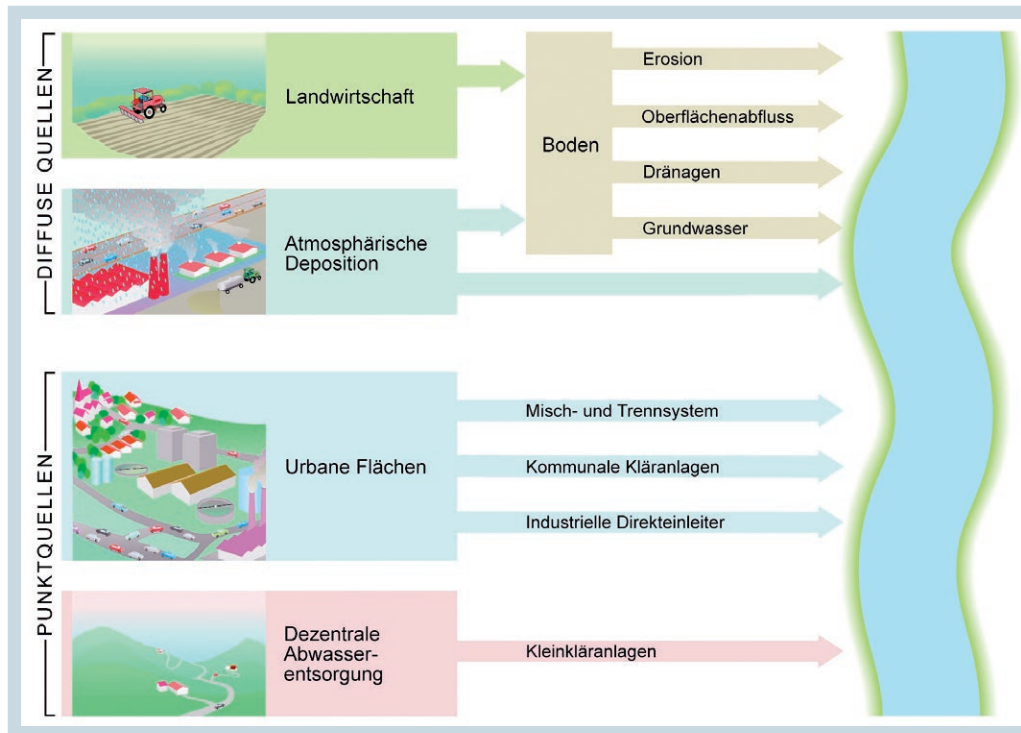 DIFFUSE QUELLEN
Landwirtschaft
Boden
Erosion
Oberflächenabfluss
Dränagen
Grundwasser
Atmosphärische
Deposition
PUNKTQUELLEN
Urbane Flächen
Misch- und Trennsystem
Kommunale Kläranlagen
Industrielle Direkteinleiter
Dezentrale
Abwasser-
entsorgung
Kleinkläranlagen